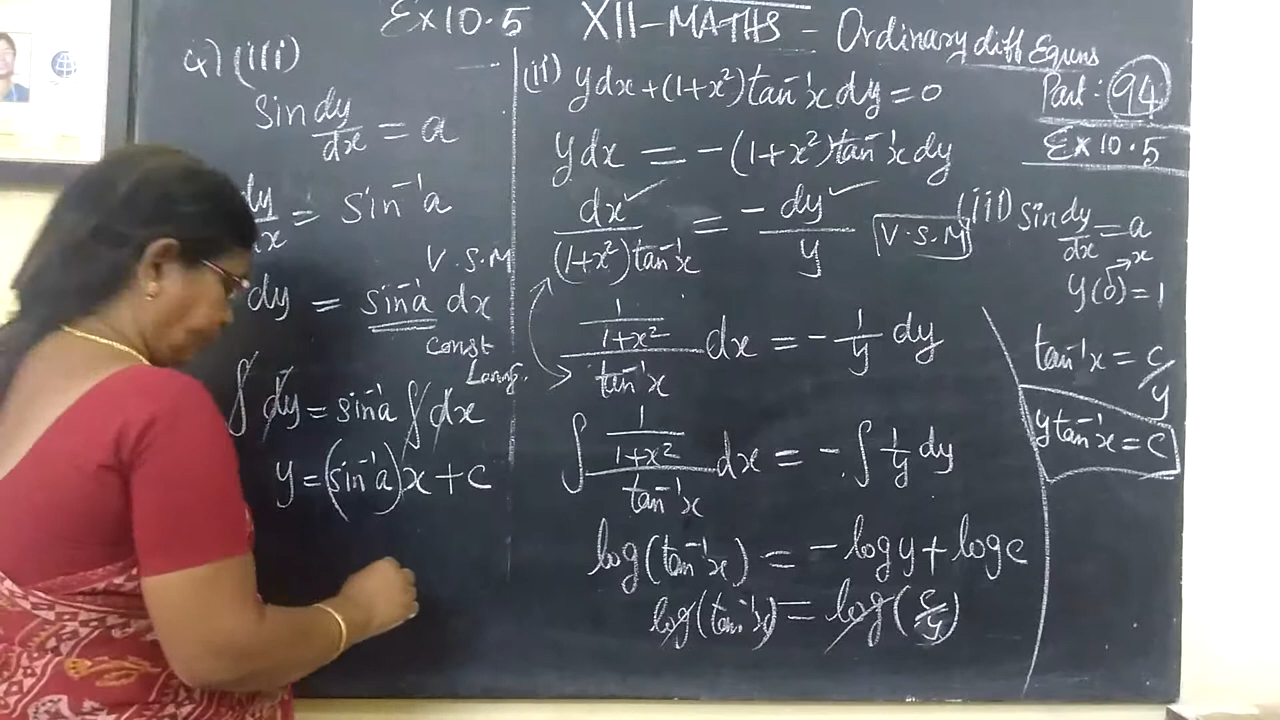 Ex 10.5 XII-MATHS - Ordinary diff Equns
Part: 94
Ex 10.5
4) (iii)
sin dy/dx = a
dy/dx = sin⁻¹a
V.S.M
dy = sin⁻¹a dx
const
∫ dy = sin⁻¹a ∫ dx
y = (sin⁻¹a)x + c
(ii) ydx + (1+x²)tan⁻¹x dy = 0
ydx = -(1+x²)tan⁻¹x dy
dx/(1+x²)tan⁻¹x = - dy/y V.S.M
(1/(1+x²))/tan⁻¹x dx = - 1/y dy
∫ (1/(1+x²))/tan⁻¹x dx = - ∫ 1/y dy
log(tan⁻¹x) = -log y + log c
log(tan⁻¹x) = log(c/y)
(iii) sin dy/dx = a
y(0) = 1
x
tan⁻¹x = c/y
y tan⁻¹x = c